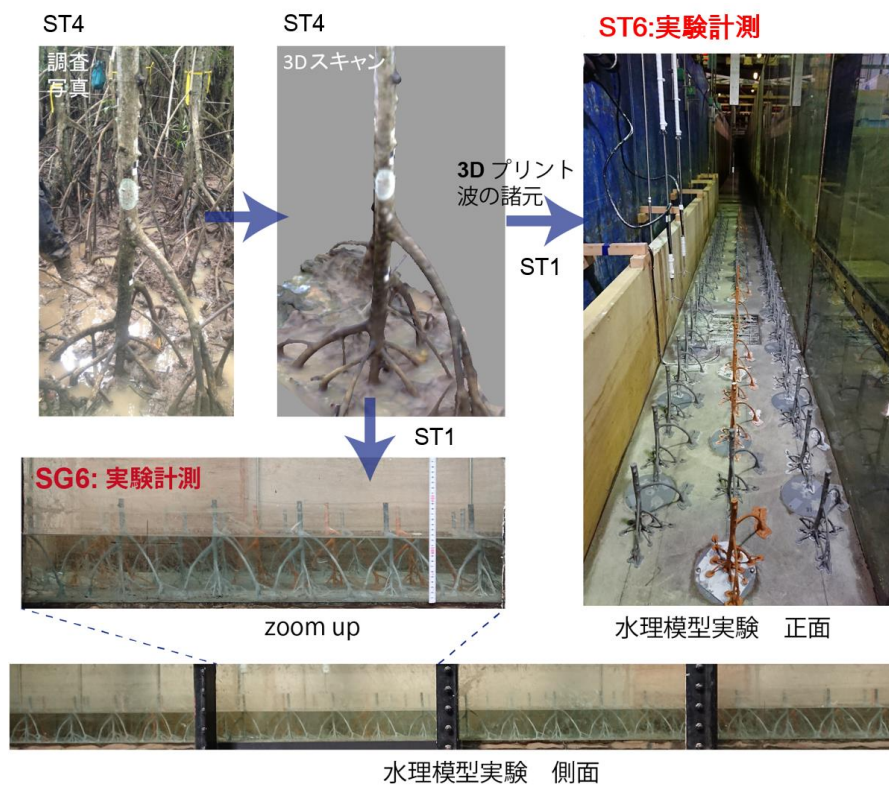 ST4
ST4
ST6:実験計測
調査
写真
3Dスキャン
3D プリント
波の諸元
ST1
ST1
SG6: 実験計測
zoom up
水理模型実験　正面
水理模型実験　側面